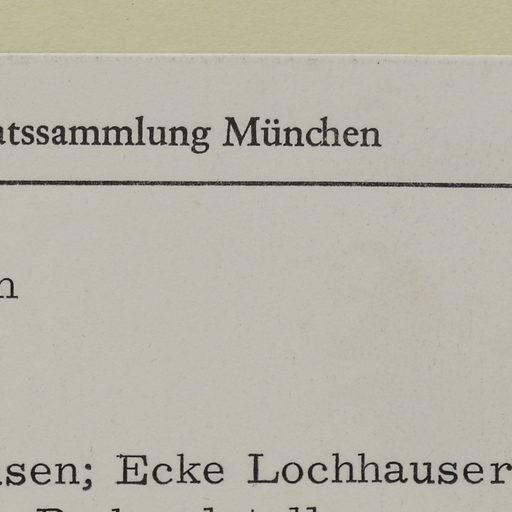 atssammlung München
n
sen; Ecke Lochhauser